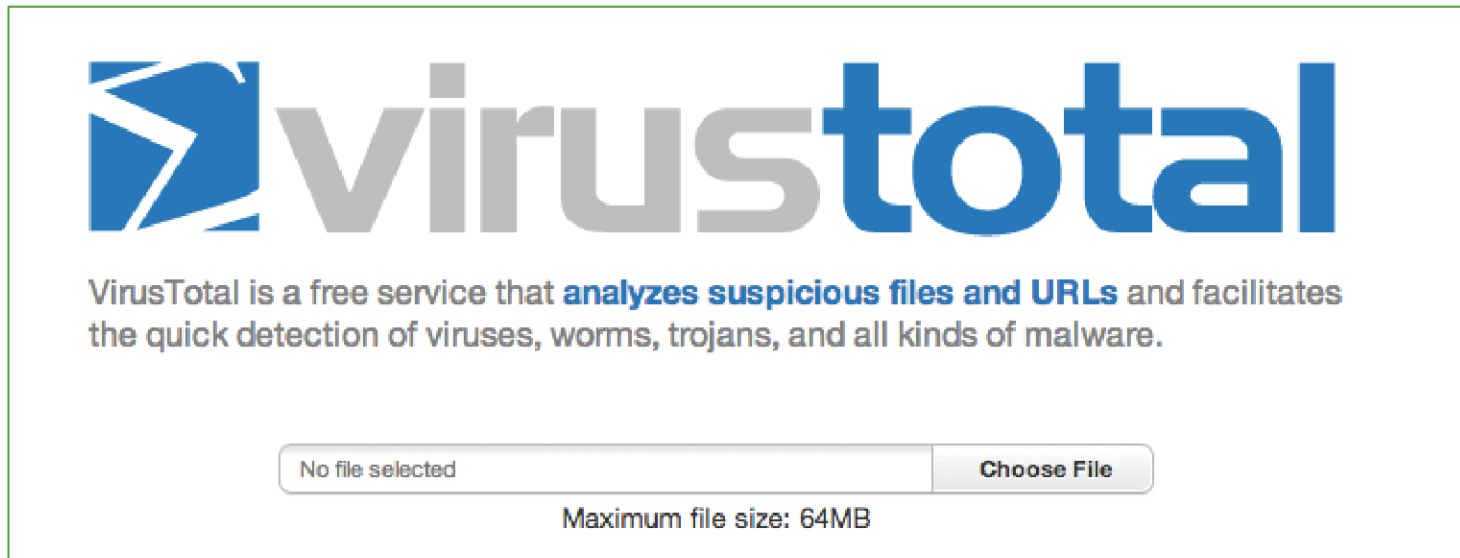 virustotal
VirusTotal is a free service that analyzes suspicious files and URLs and facilitates
the quick detection of viruses, worms, trojans, and all kinds of malware.
No file selected
Choose File
Maximum file size: 64MB